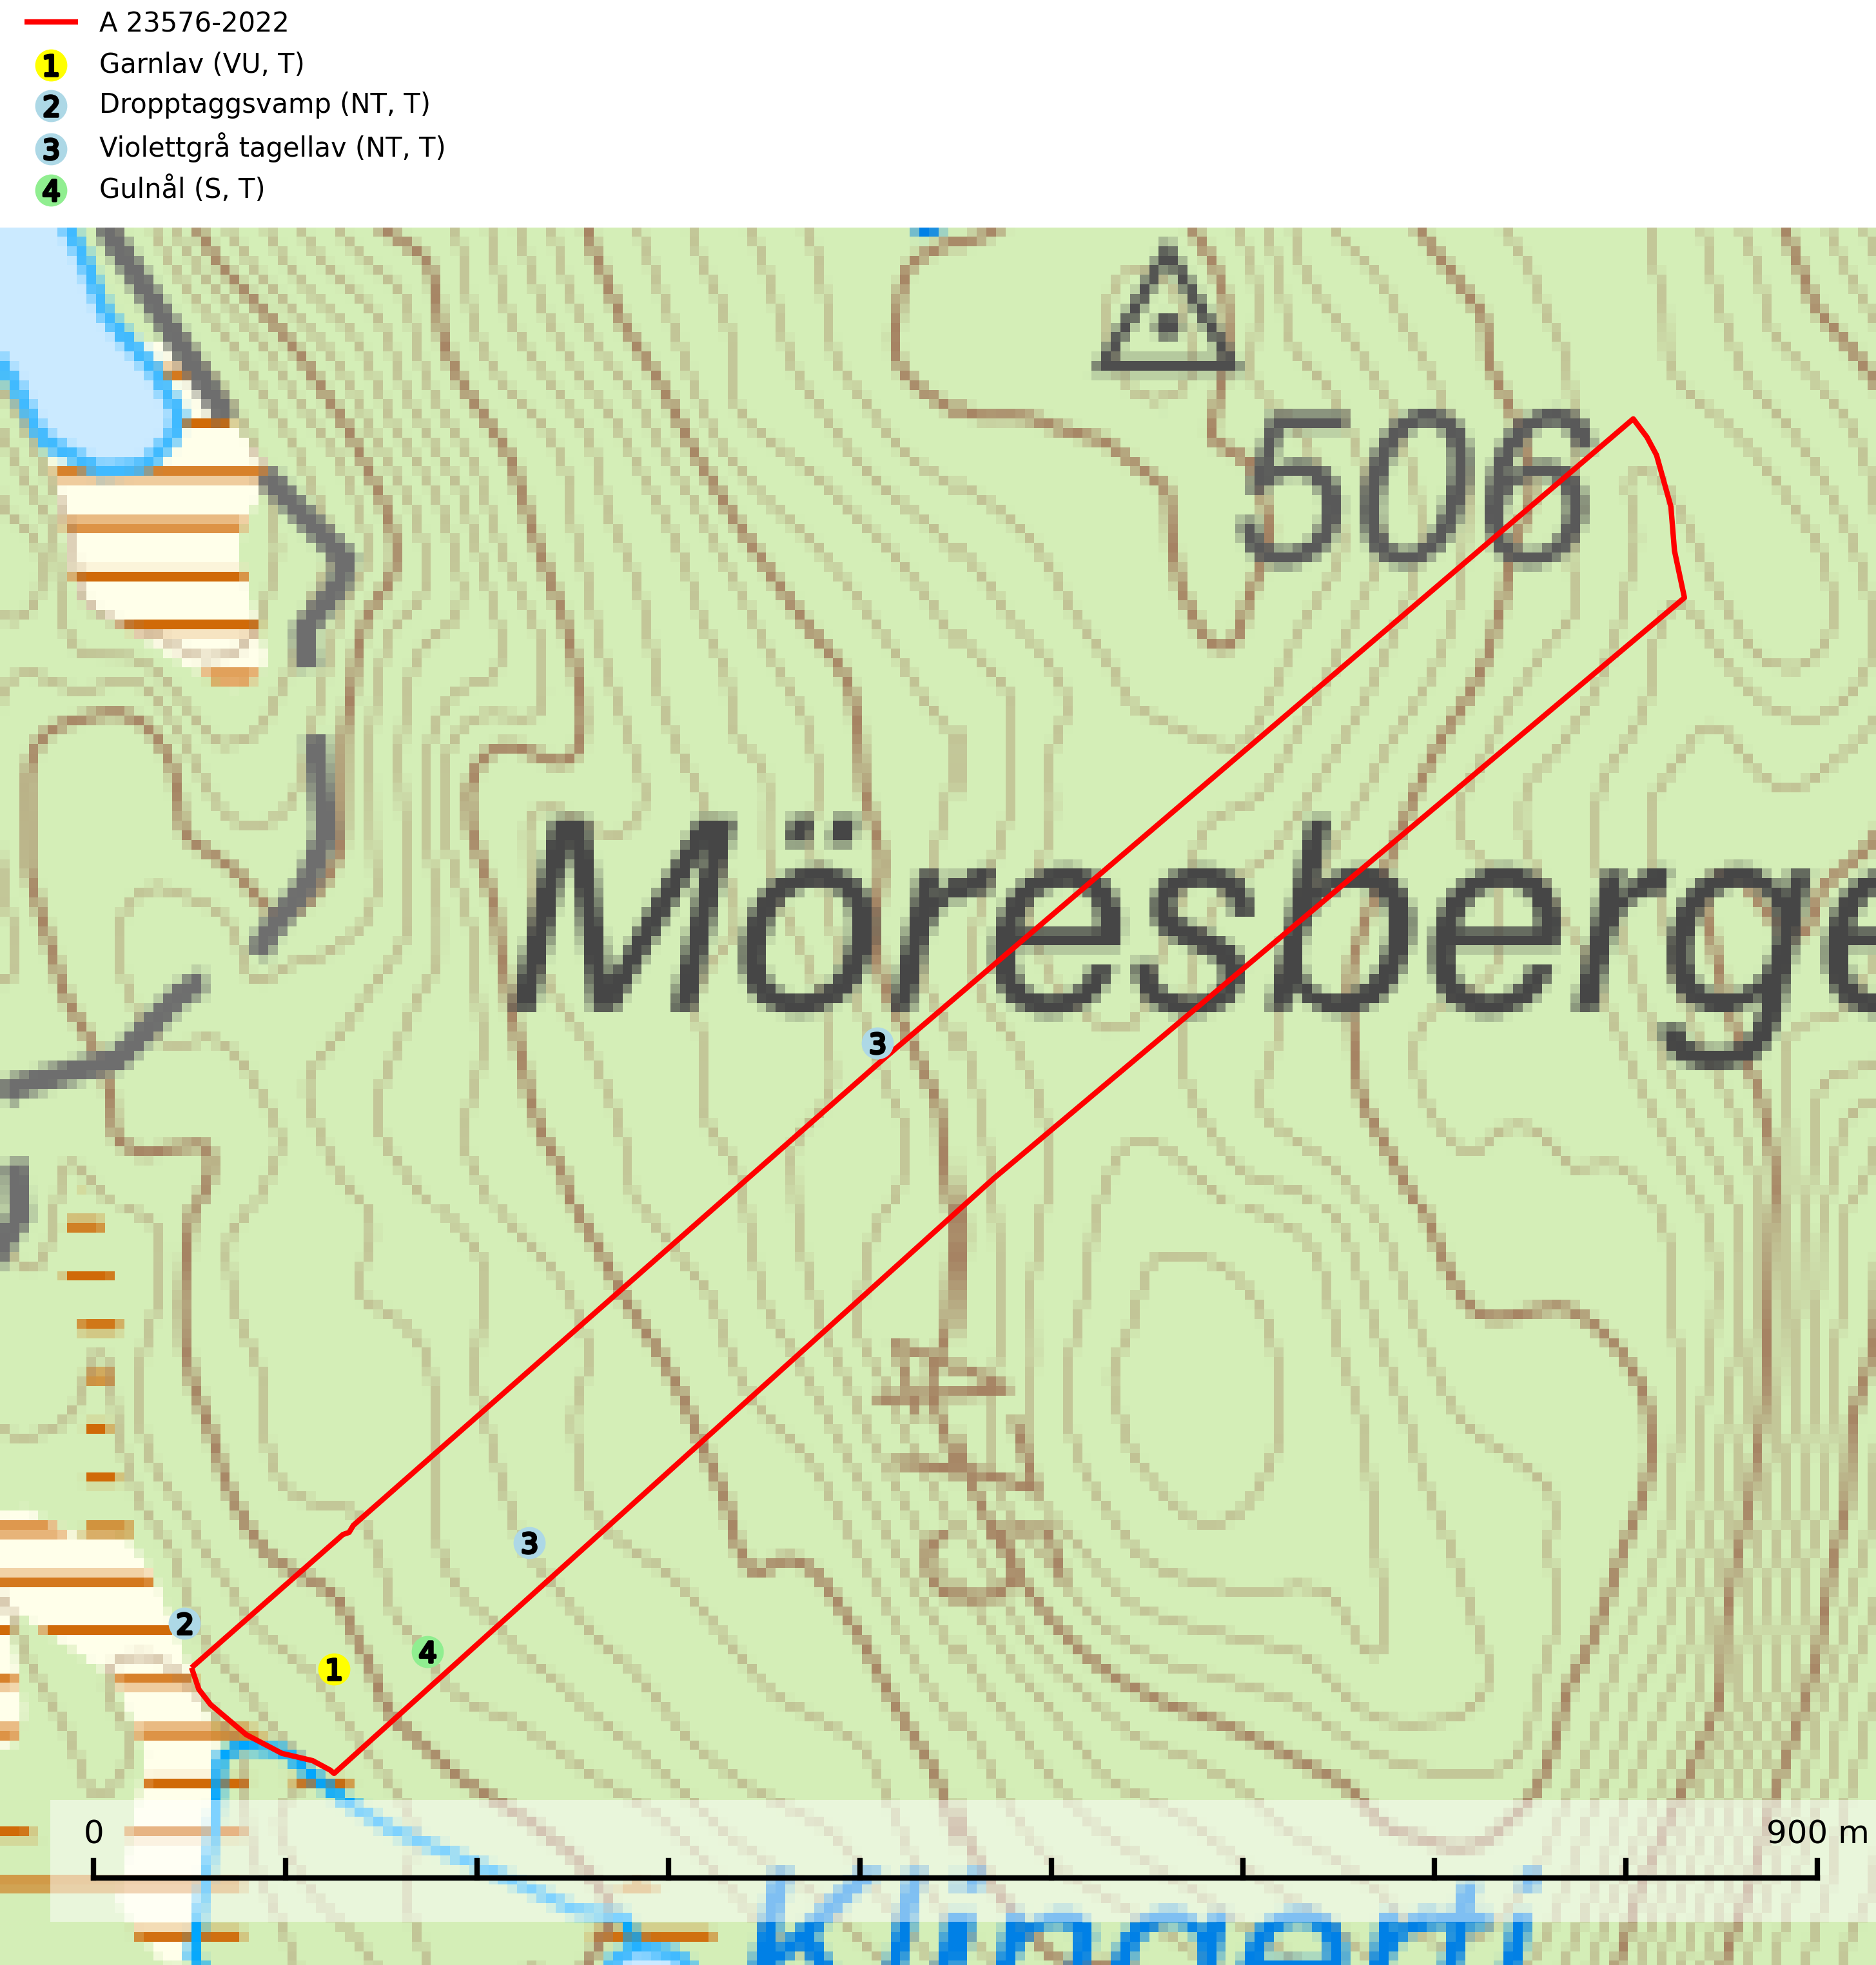 A 23576-2022
1 Garnlav (VU, T)
2 Dropptaggsvamp (NT, T)
3 Violettgrå tagellav (NT, T)
4 Gulnål (S, T)
506
Möresberge
3
3
2
1
4
0 900 m